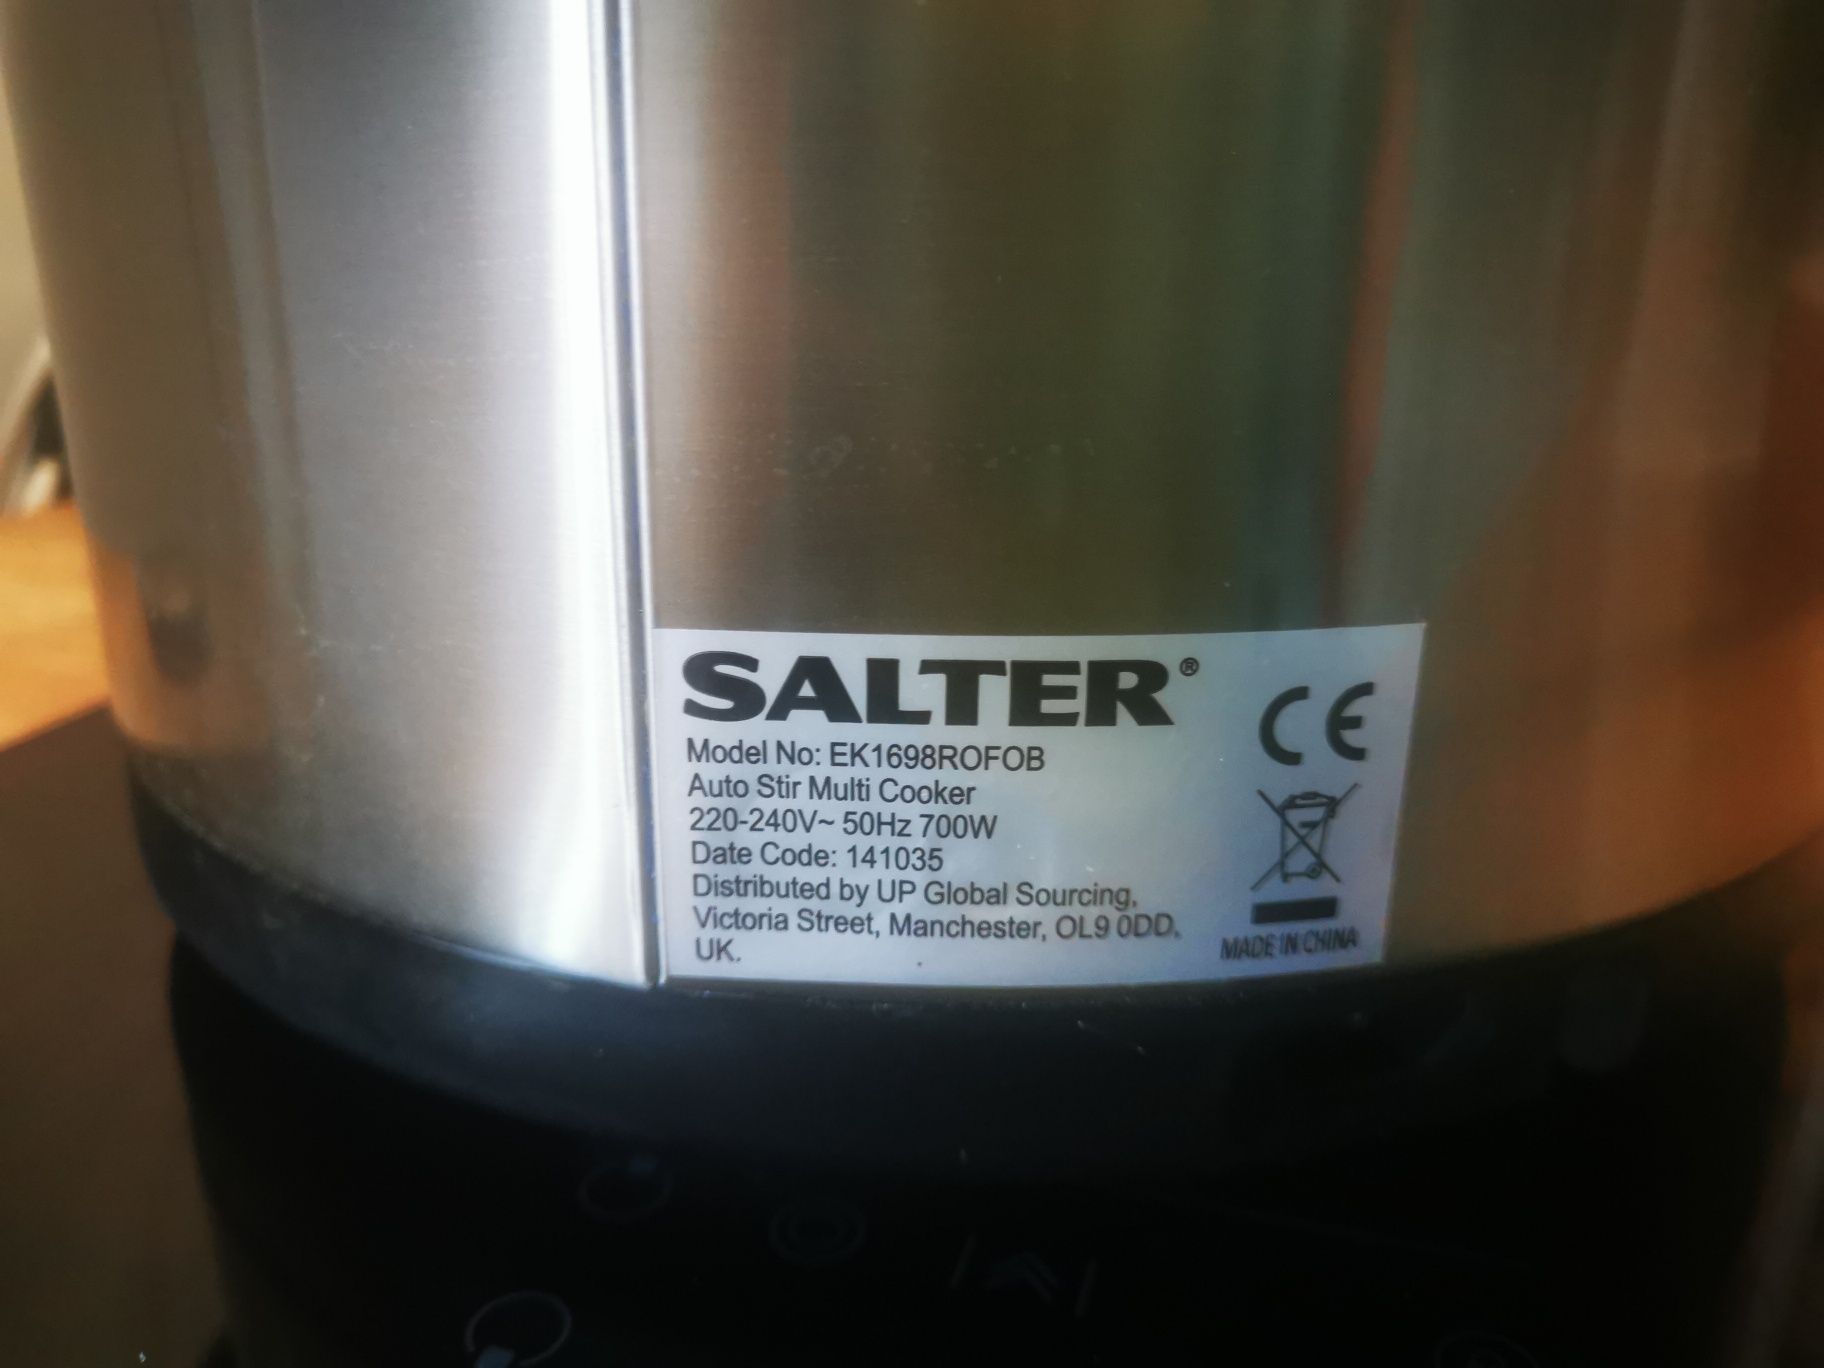 SALTER®
CE
Model No: EK1698ROFOB
Auto Stir Multi Cooker
220-240V~ 50Hz 700W
Date Code: 141035
Distributed by UP Global Sourcing,
Victoria Street, Manchester, OL9 0DD,
UK.
MADE IN CHINA